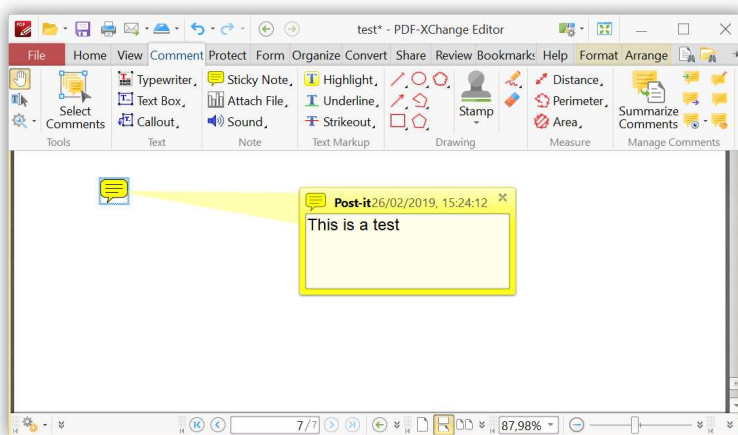 test* - PDF-XChange Editor
File Home View Comment Protect Form Organize Convert Share Review Bookmarks Help Format Arrange
Typewriter
Sticky Note
Highlight
Distance
Text Box
Attach File
Underline
Perimeter
Select Comments
Callout
Sound
Strikeout
Stamp
Area
Summarize Comments
Tools Text Note Text Markup Drawing Measure Manage Comments
Post-it 26/02/2019, 15:24:12
This is a test
7/7
87,98%